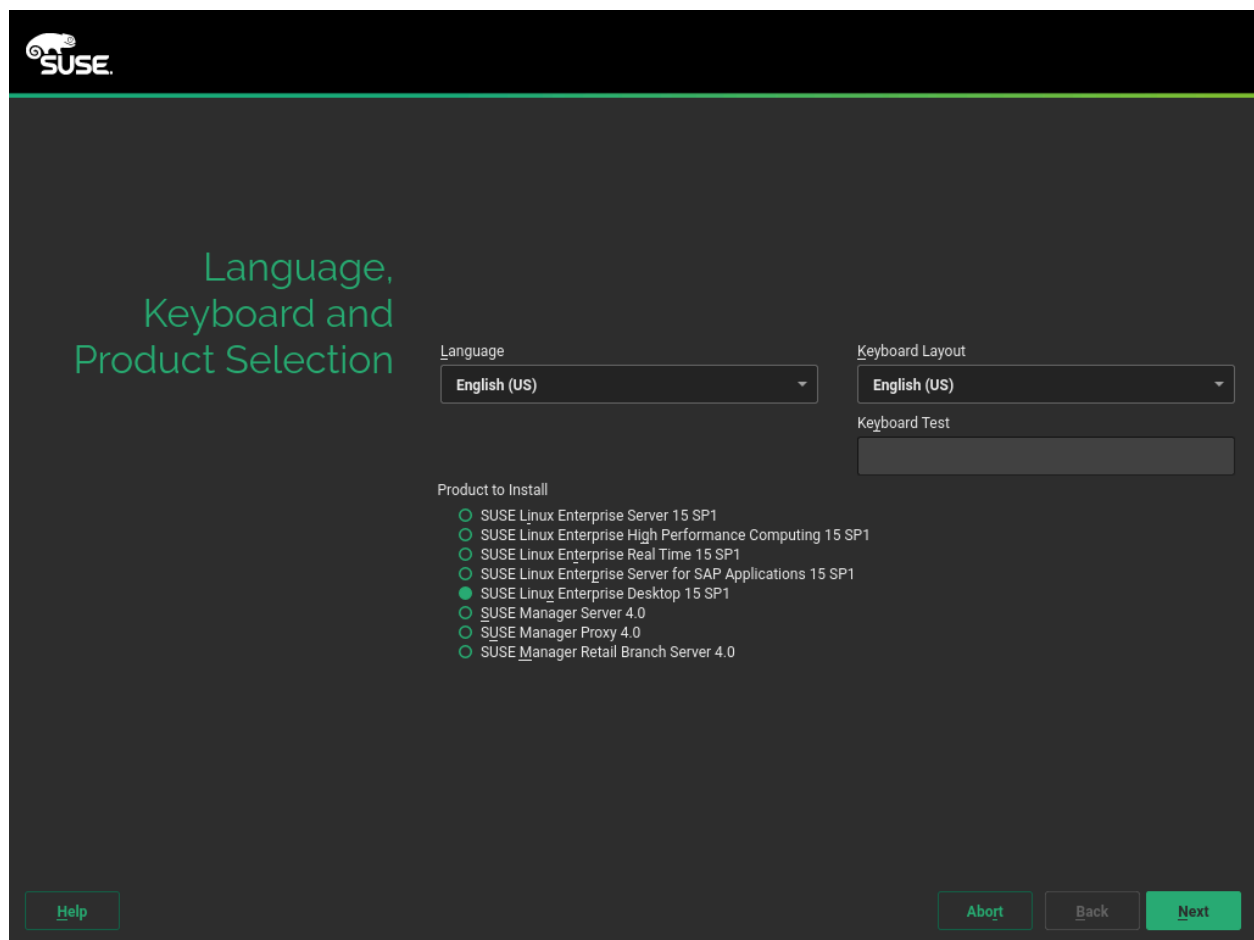 SUSE.
Language,
Keyboard and
Product Selection
Language
Keyboard Layout
English (US)
English (US)
Keyboard Test
Product to Install
SUSE Linux Enterprise Server 15 SP1
SUSE Linux Enterprise High Performance Computing 15 SP1
SUSE Linux Enterprise Real Time 15 SP1
SUSE Linux Enterprise Server for SAP Applications 15 SP1
SUSE Linux Enterprise Desktop 15 SP1
SUSE Manager Server 4.0
SUSE Manager Proxy 4.0
SUSE Manager Retail Branch Server 4.0
Help
Abort
Back
Next